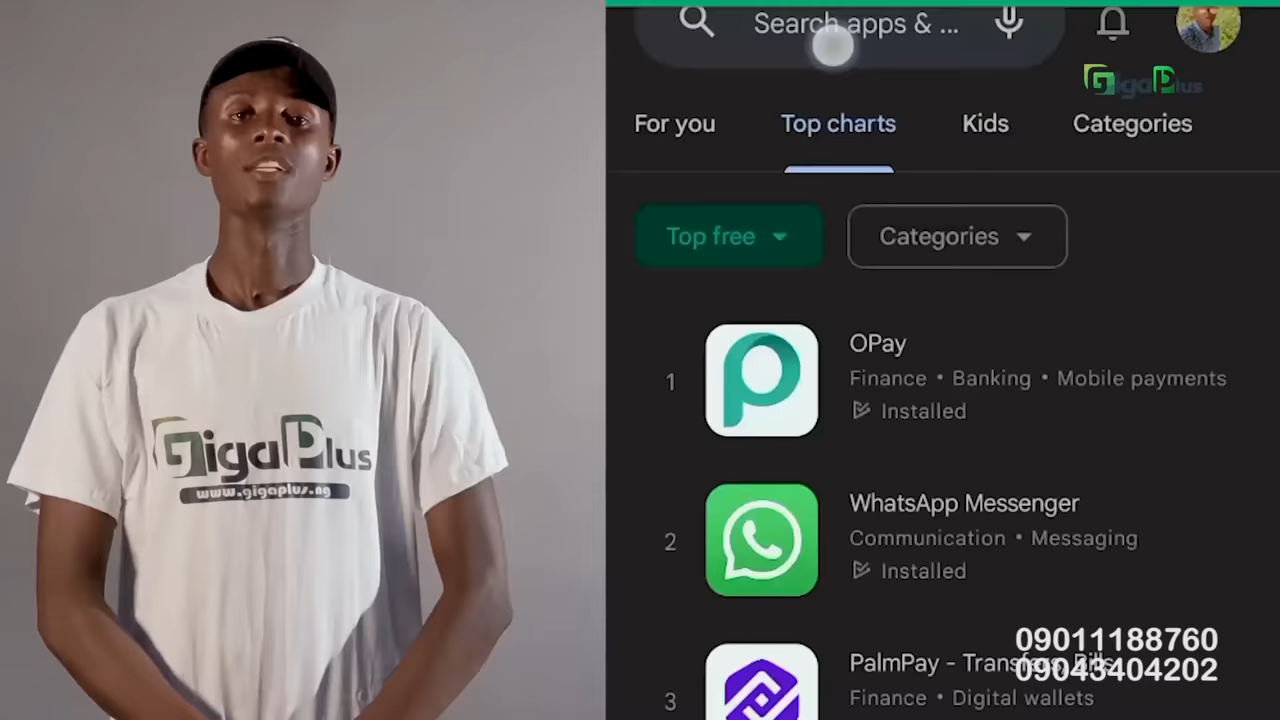 GigaPlus
www.gigaplus.ng
Search apps & ...
GigaPlus
For you
Top charts
Kids
Categories
Top free
Categories
1
OPay
Finance • Banking • Mobile payments
Installed
2
WhatsApp Messenger
Communication • Messaging
Installed
3
PalmPay - Transfers, Bills
Finance • Digital wallets
09011188760
09043404202